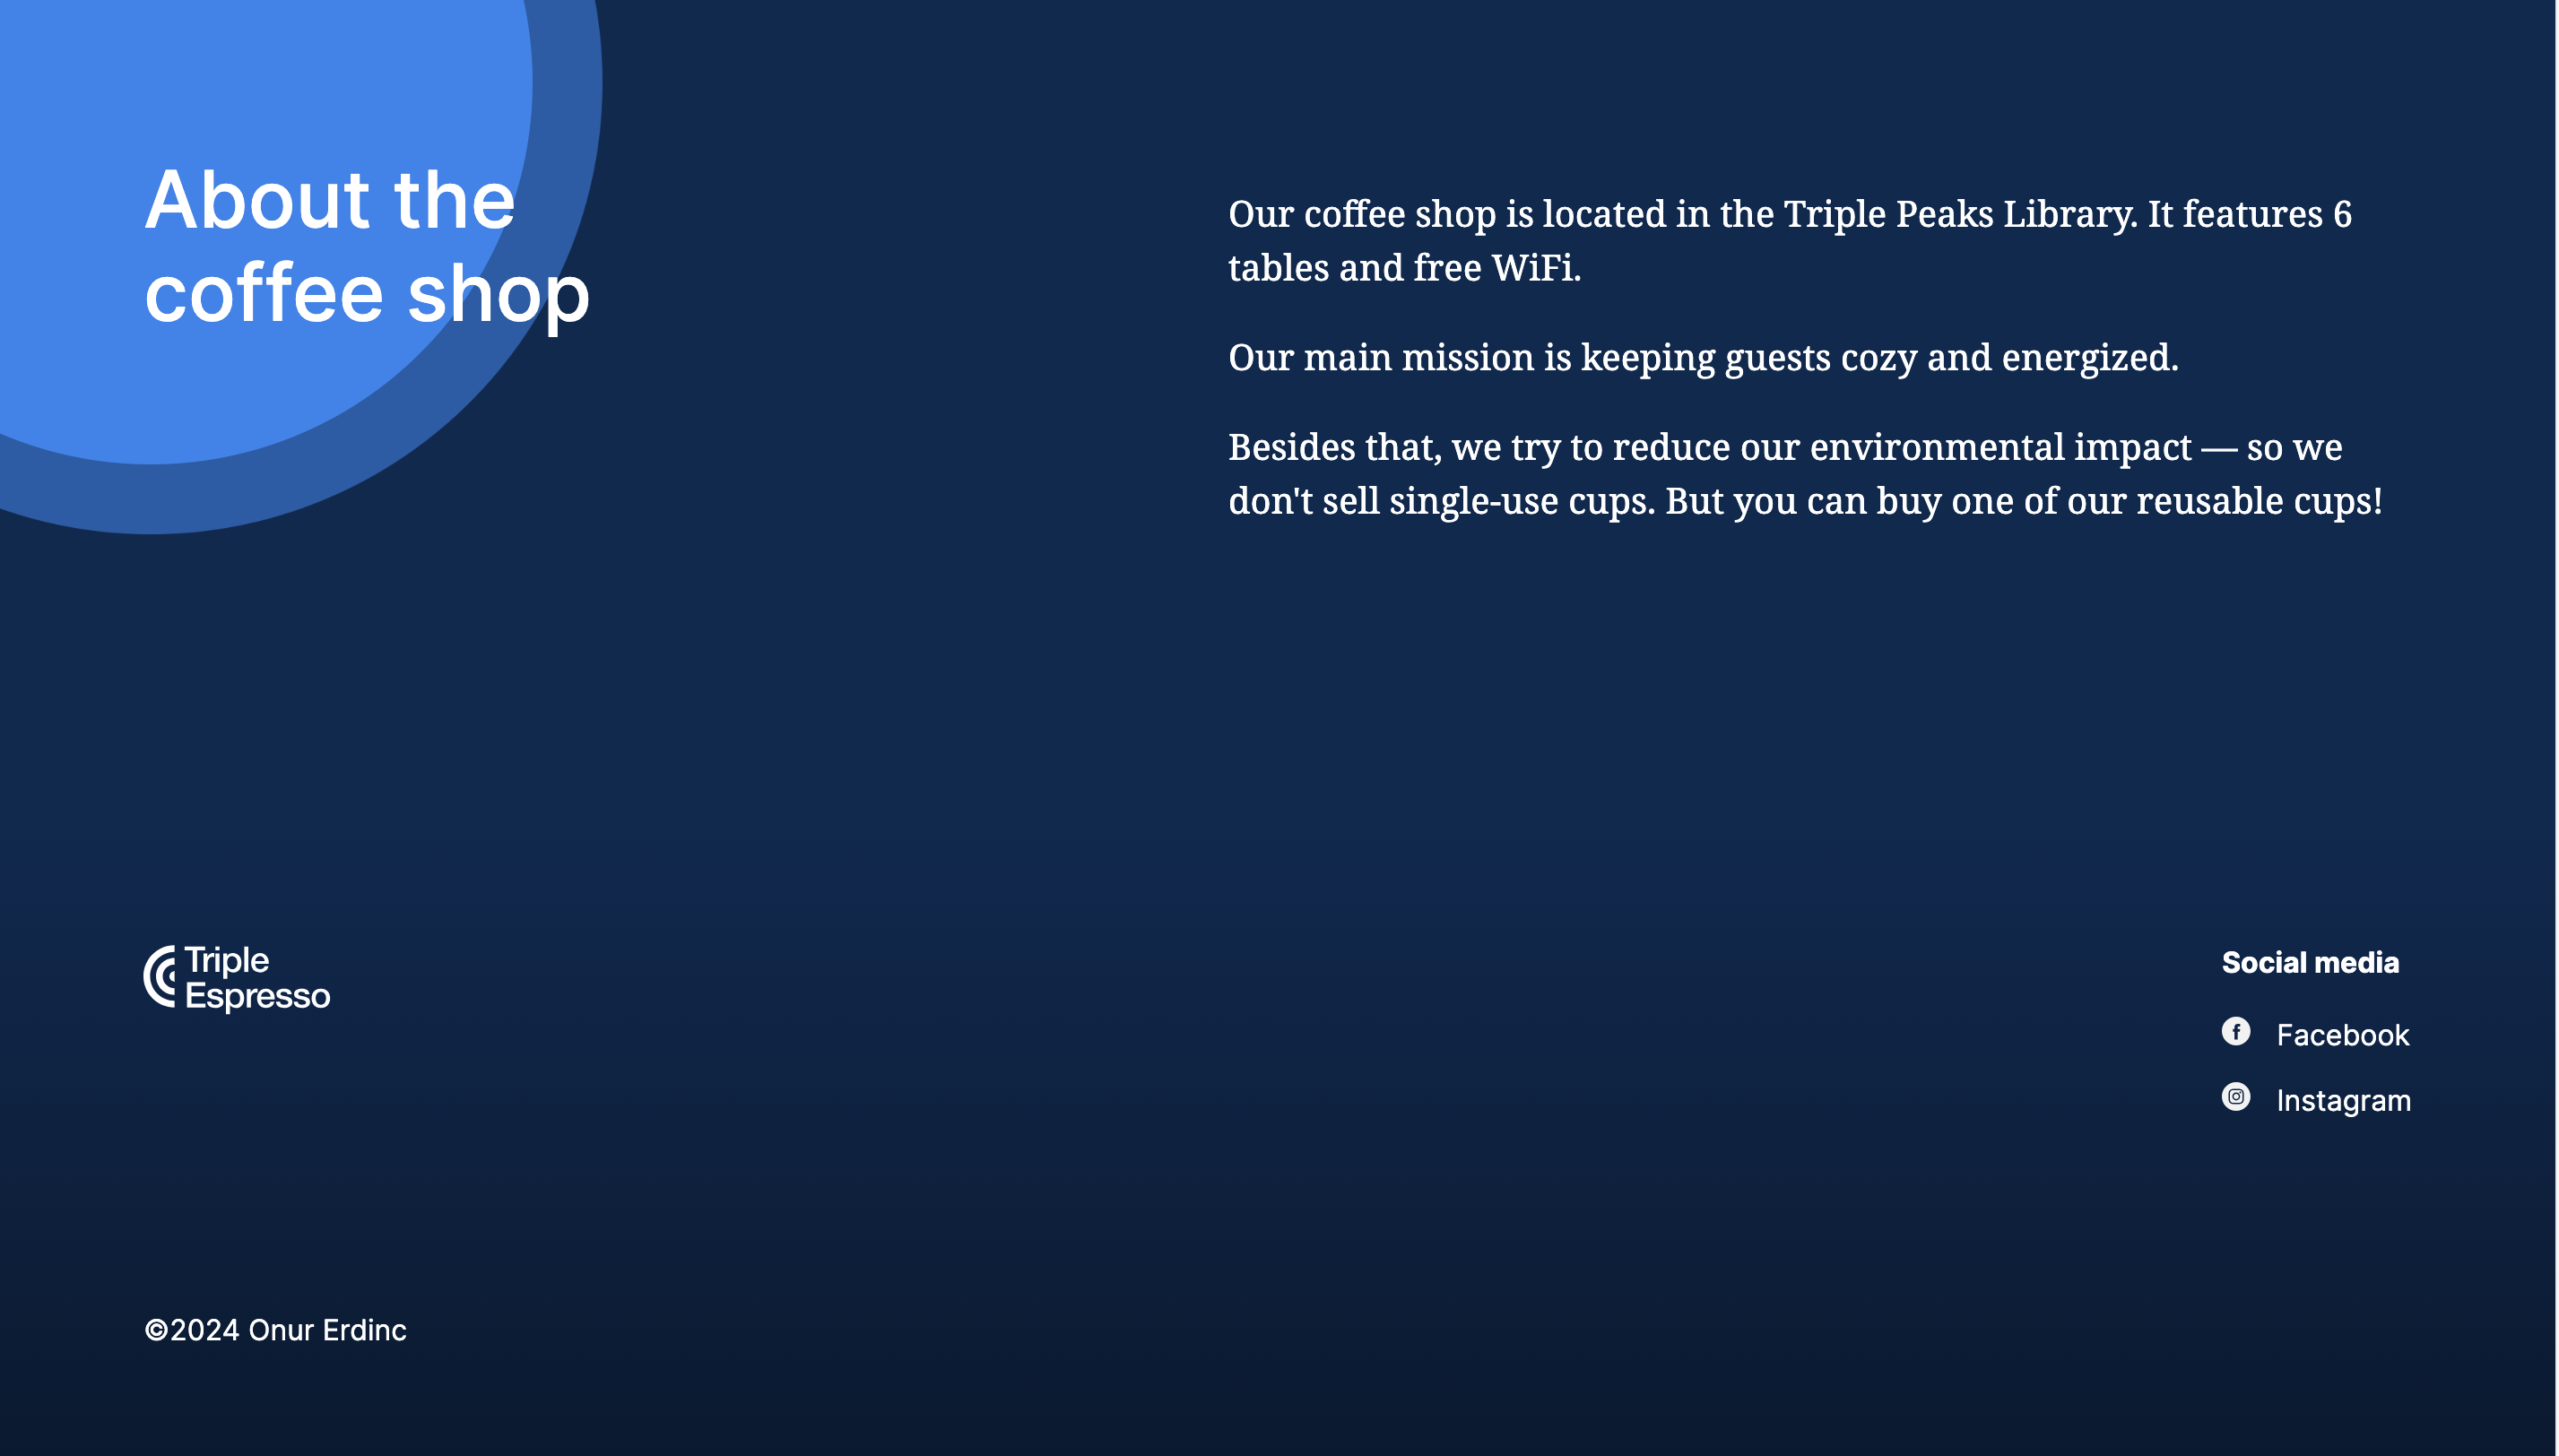 About the
coffee shop
Our coffee shop is located in the Triple Peaks Library. It features 6
tables and free WiFi.
Our main mission is keeping guests cozy and energized.
Besides that, we try to reduce our environmental impact — so we
don't sell single-use cups. But you can buy one of our reusable cups!
Triple
Espresso
Social media
Facebook
Instagram
©2024 Onur Erdinc